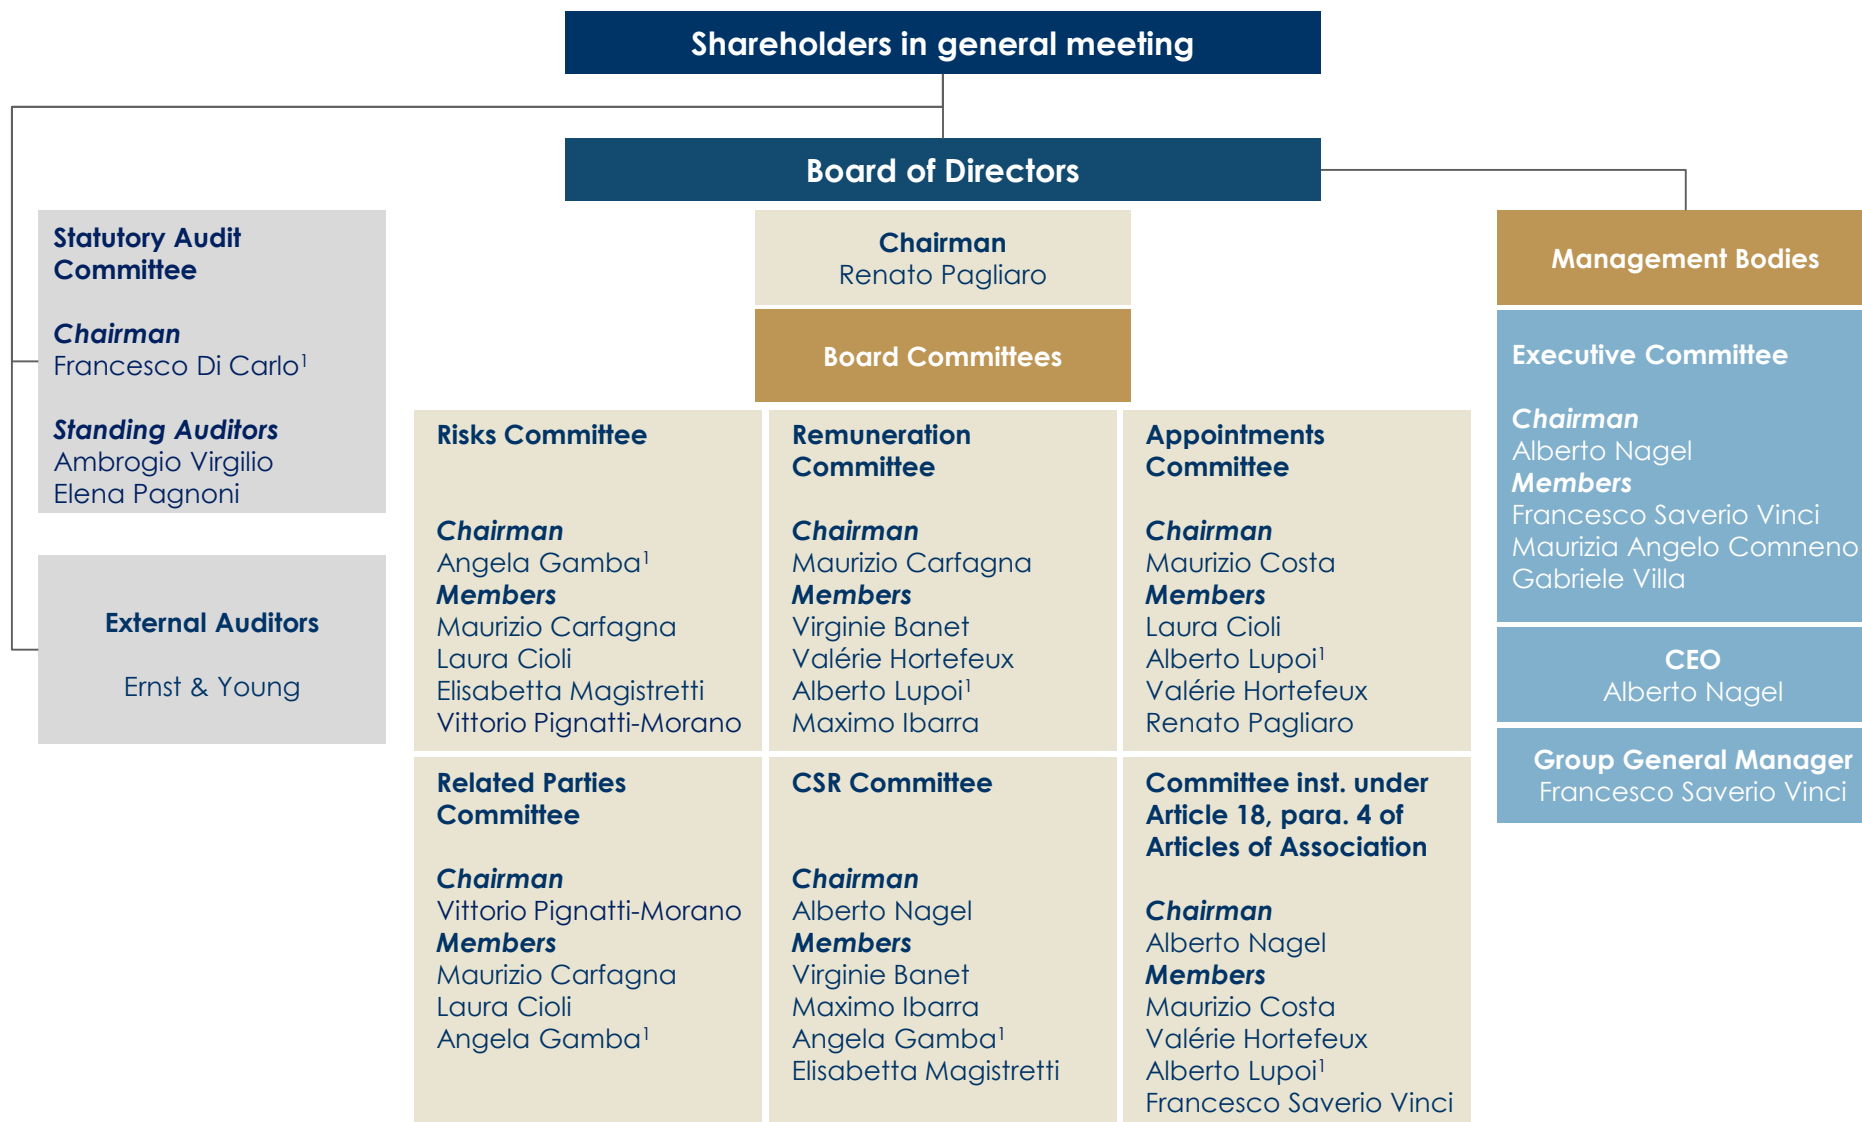 Shareholders in general meeting
Board of Directors
Statutory Audit
Committee
Chairman
Francesco Di Carlo¹
Standing Auditors
Ambrogio Virgilio
Elena Pagnoni
External Auditors
Ernst & Young
Chairman
Renato Pagliaro
Board Committees
Risks Committee
Chairman
Angela Gamba¹
Members
Maurizio Carfagna
Laura Cioli
Elisabetta Magistretti
Vittorio Pignatti-Morano
Remuneration
Committee
Chairman
Maurizio Carfagna
Members
Virginie Banet
Valérie Hortefeux
Alberto Lupoi¹
Maximo Ibarra
Appointments
Committee
Chairman
Maurizio Costa
Members
Laura Cioli
Alberto Lupoi¹
Valérie Hortefeux
Renato Pagliaro
Related Parties
Committee
Chairman
Vittorio Pignatti-Morano
Members
Maurizio Carfagna
Laura Cioli
Angela Gamba¹
CSR Committee
Chairman
Alberto Nagel
Members
Virginie Banet
Maximo Ibarra
Angela Gamba¹
Elisabetta Magistretti
Committee inst. under
Article 18, para. 4 of
Articles of Association
Chairman
Alberto Nagel
Members
Maurizio Costa
Valérie Hortefeux
Alberto Lupoi¹
Francesco Saverio Vinci
Management Bodies
Executive Committee
Chairman
Alberto Nagel
Members
Francesco Saverio Vinci
Maurizia Angelo Comneno
Gabriele Villa
CEO
Alberto Nagel
Group General Manager
Francesco Saverio Vinci